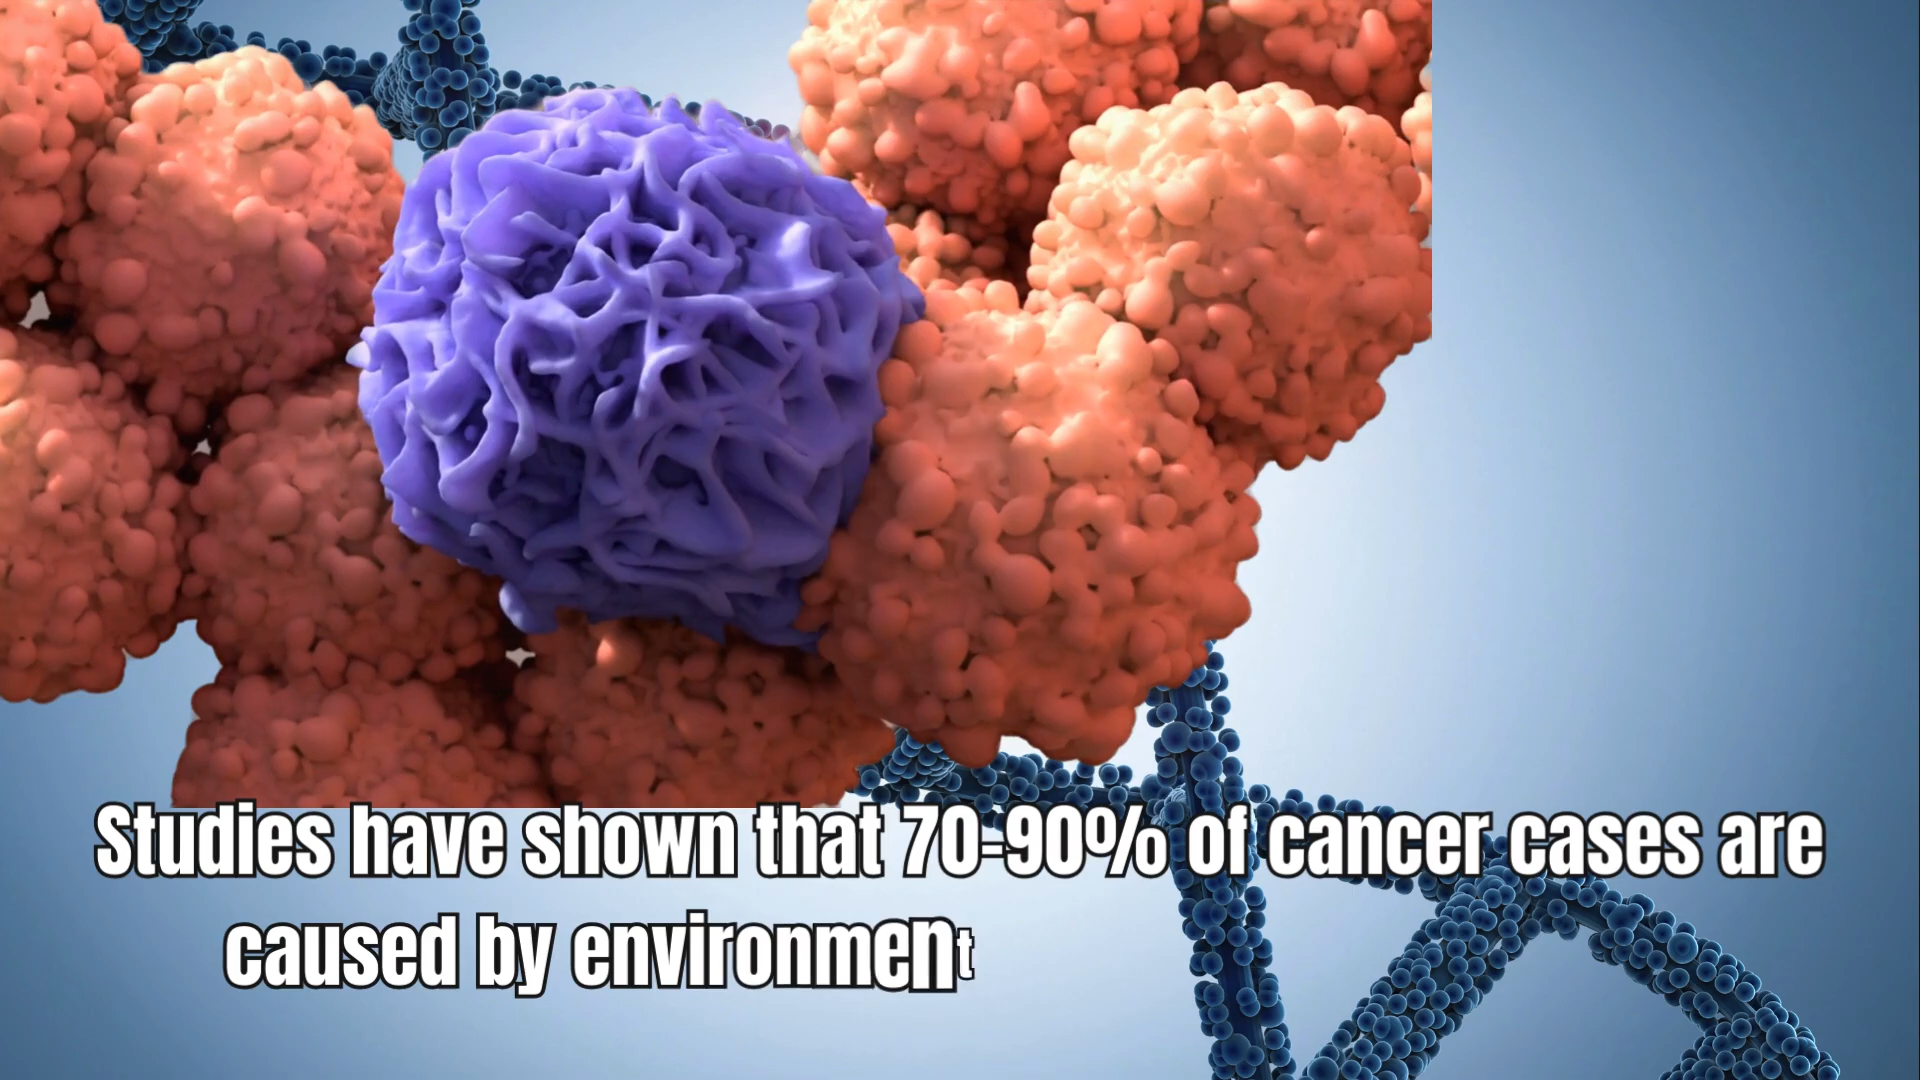 Studies have shown that 70-90% of cancer cases are
caused by environment